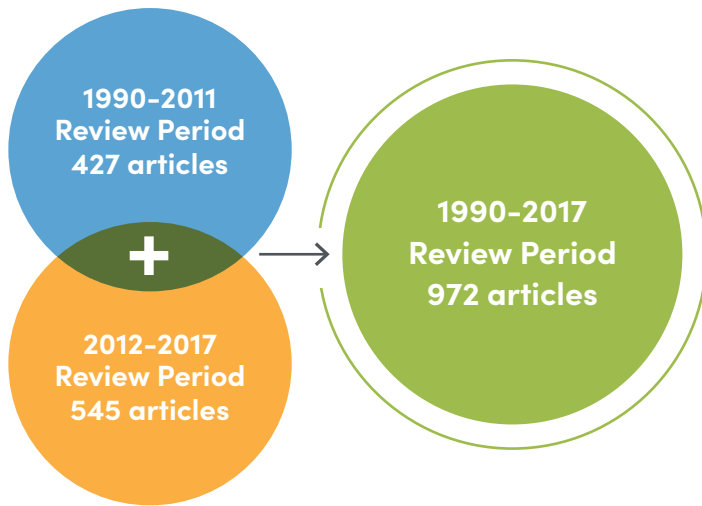 1990-2011
Review Period
427 articles
+
2012-2017
Review Period
545 articles
1990-2017
Review Period
972 articles